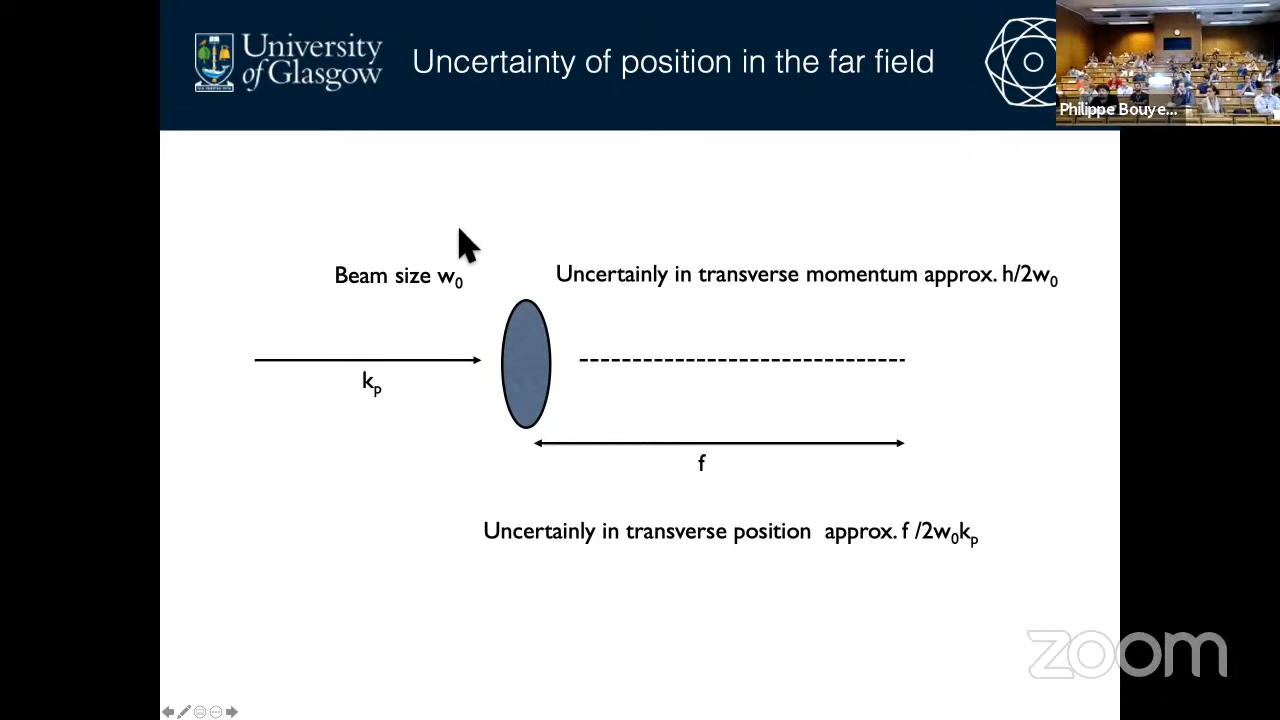 University
of Glasgow
Uncertainty of position in the far field
Philippe Bouye...
Beam size w₀
Uncertainly in transverse momentum approx. h/2w₀
kₚ
f
Uncertainly in transverse position approx. f /2w₀kₚ
zoom